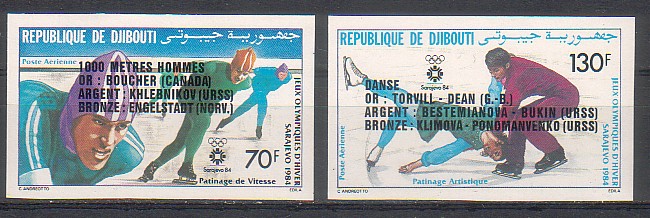 REPUBLIQUE DE DJIBOUTI جمهورية جيبوتي
Poste Aérienne
1000 METRES HOMMES
OR : BOUCHER (CANADA)
ARGENT : KHLEBNIKOV (URSS)
BRONZE: ENGELSTADT (NORV.)
JEUX OLYMPIQUES D'HIVER
SARAJEVO 1984
Sarajevo 84
70F
Patinage de Vitesse
C ANDREOTTO
EDILA
REPUBLIQUE DE DJIBOUTI جمهورية جيبوتي
130F
Sarajevo 84
DANSE
OR : TORVILL - DEAN (G.-B.)
ARGENT : BESTEMIANOVA - BUKIN (URSS)
BRONZE: KLIMOVA - PONOMANVENKO (URSS)
Poste Aérienne
JEUX OLYMPIQUES D'HIVER
SARAJEVO 1984
Patinage Artistique
C ANDREOTTO
EDILA